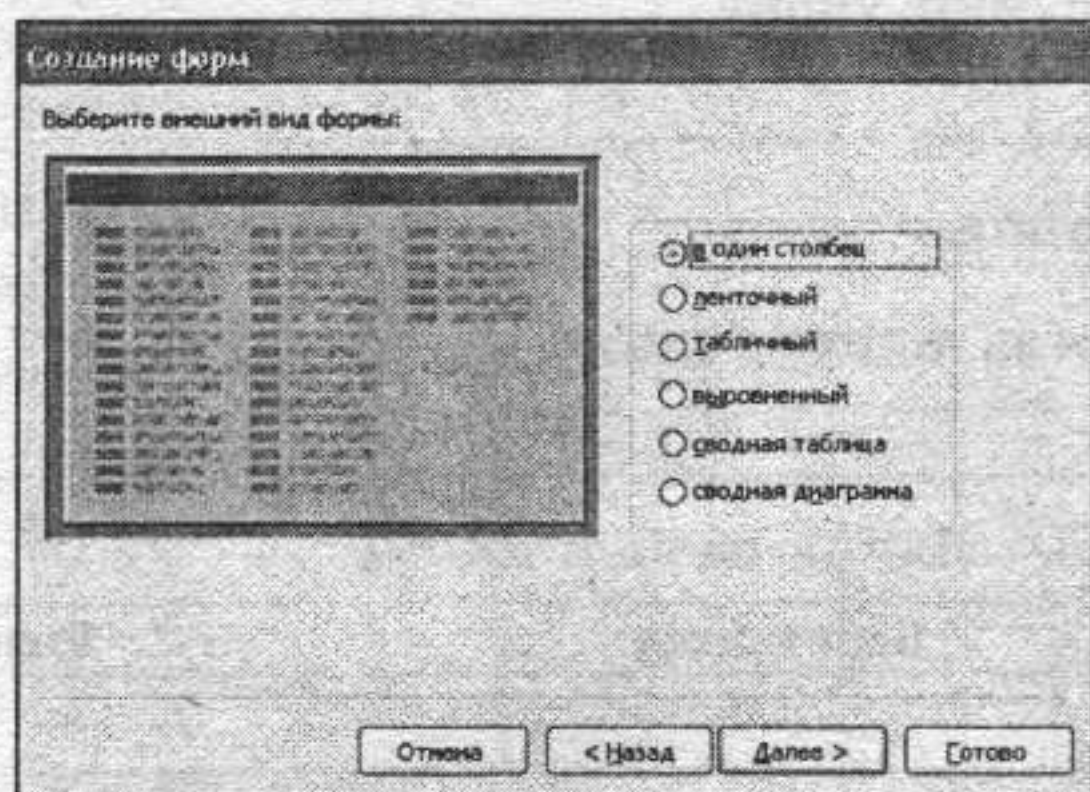 Создание форм
Выберите внешний вид формы:
в один столбец
ленточный
табличный
выровненный
сводная таблица
сводная диаграмма
Отмена
< Назад
Далее >
Готово